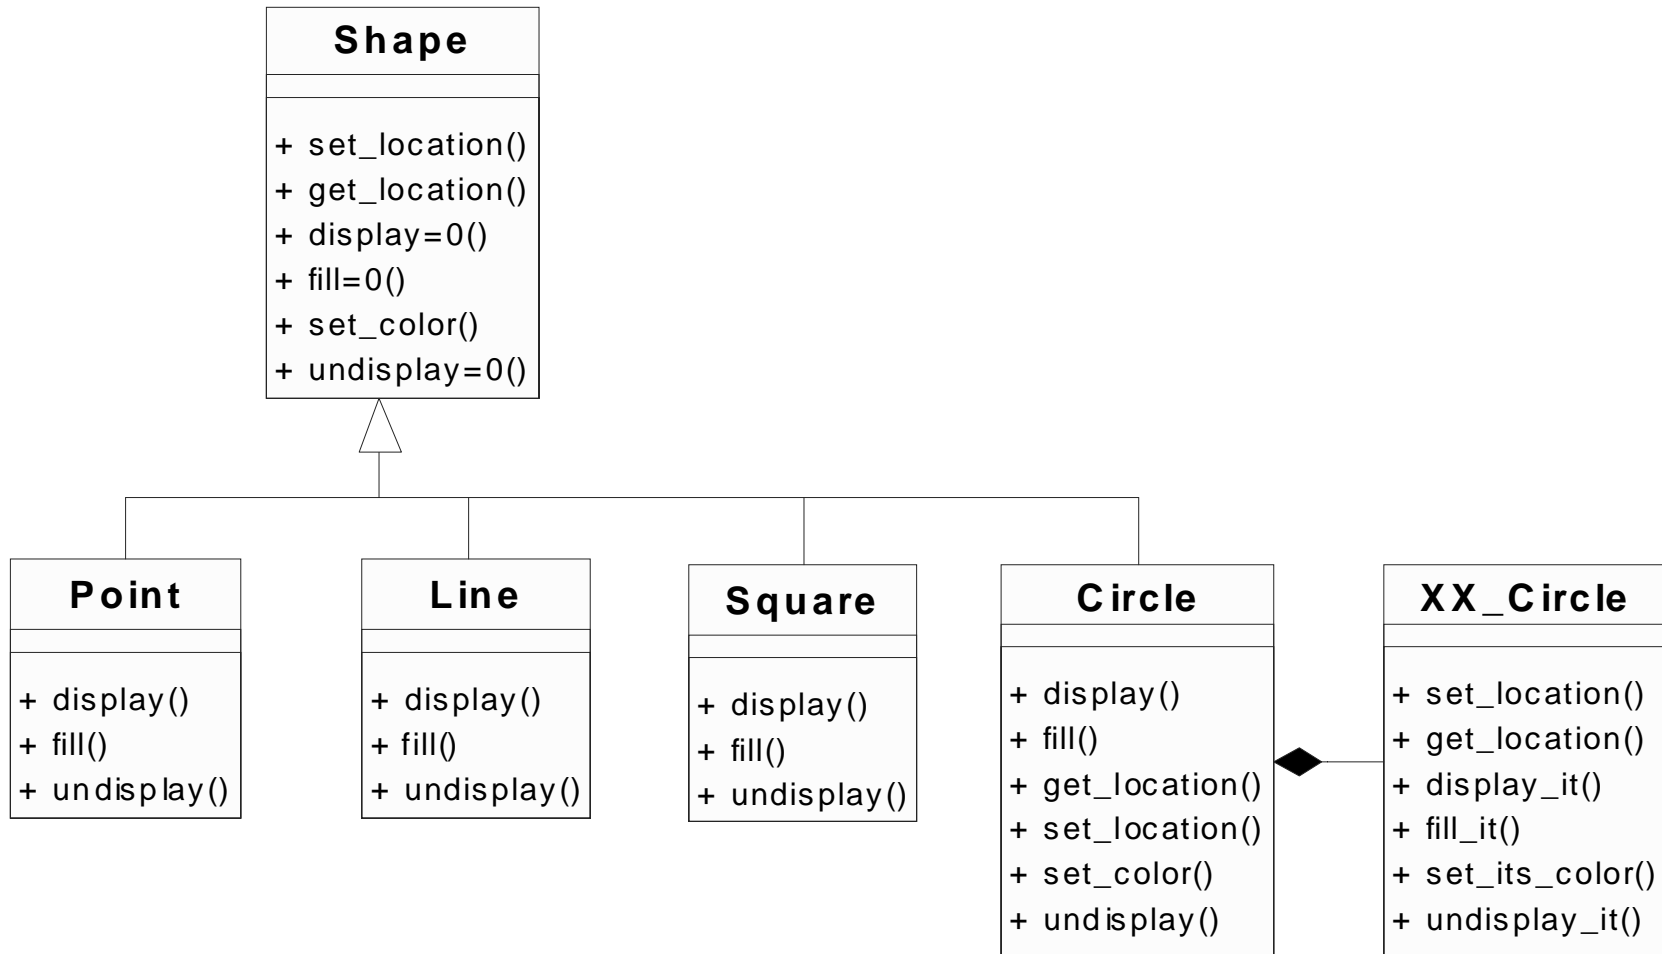 Shape
+ set_location()
+ get_location()
+ display=0()
+ fill=0()
+ set_color()
+ undisplay=0()
Point
+ display()
+ fill()
+ undisplay()
Line
+ display()
+ fill()
+ undisplay()
Square
+ display()
+ fill()
+ undisplay()
Circle
+ display()
+ fill()
+ get_location()
+ set_location()
+ set_color()
+ undisplay()
XX_Circle
+ set_location()
+ get_location()
+ display_it()
+ fill_it()
+ set_its_color()
+ undisplay_it()